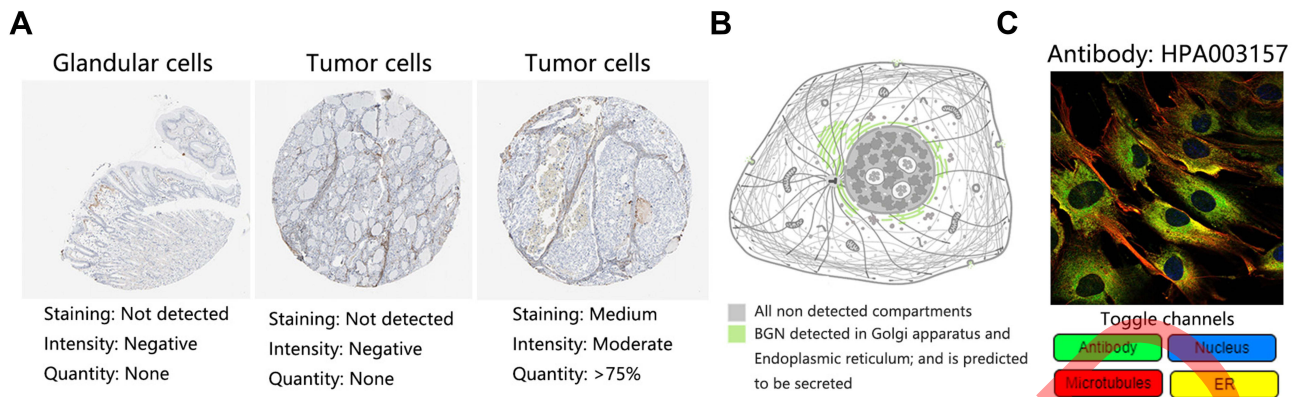 A
Glandular cells
Tumor cells
Tumor cells
Staining: Not detected
Intensity: Negative
Quantity: None
Staining: Not detected
Intensity: Negative
Quantity: None
Staining: Medium
Intensity: Moderate
Quantity: >75%
B
All non detected compartments
BGN detected in Golgi apparatus and
Endoplasmic reticulum; and is predicted
to be secreted
C
Antibody: HPA003157
Toggle channels
Antibody
Nucleus
Microtubules
ER